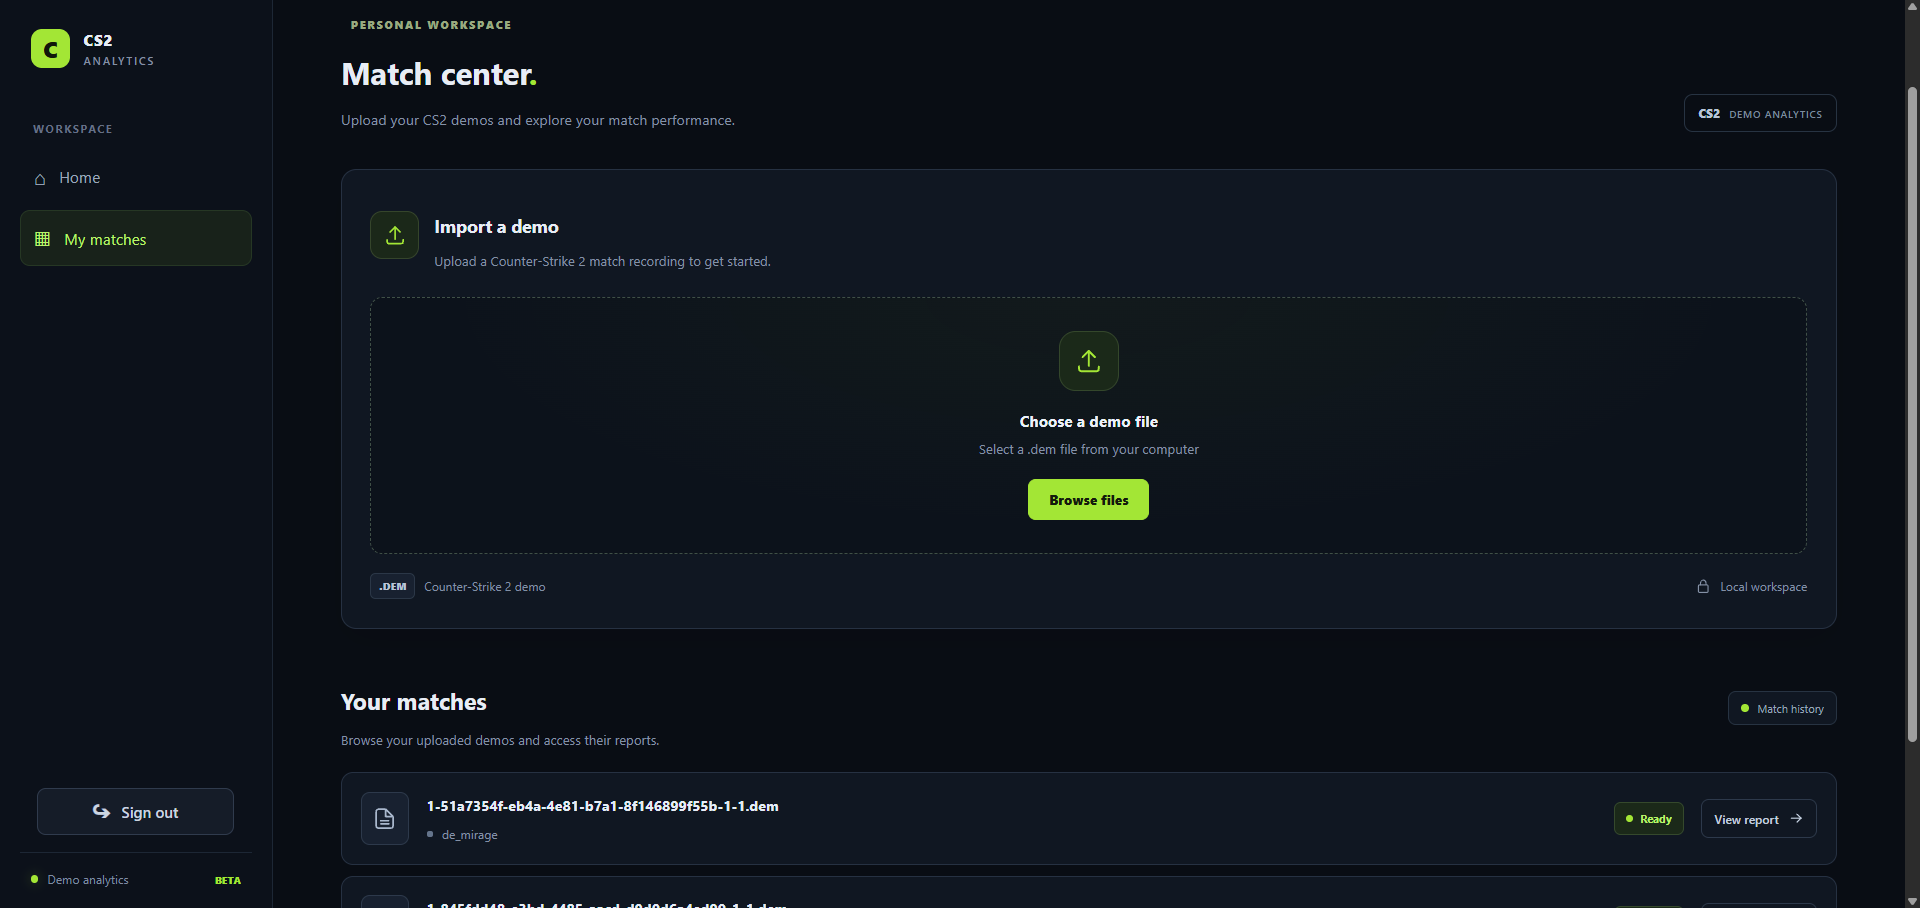 C
CS2
ANALYTICS
WORKSPACE
Home
My matches
Sign out
Demo analytics
BETA
PERSONAL WORKSPACE
Match center.
Upload your CS2 demos and explore your match performance.
CS2 DEMO ANALYTICS
Import a demo
Upload a Counter-Strike 2 match recording to get started.
Choose a demo file
Select a .dem file from your computer
Browse files
.DEM Counter-Strike 2 demo
Local workspace
Your matches
Match history
Browse your uploaded demos and access their reports.
1-51a7354f-eb4a-4e81-b7a1-8f146899f55b-1-1.dem
de_mirage
Ready
View report